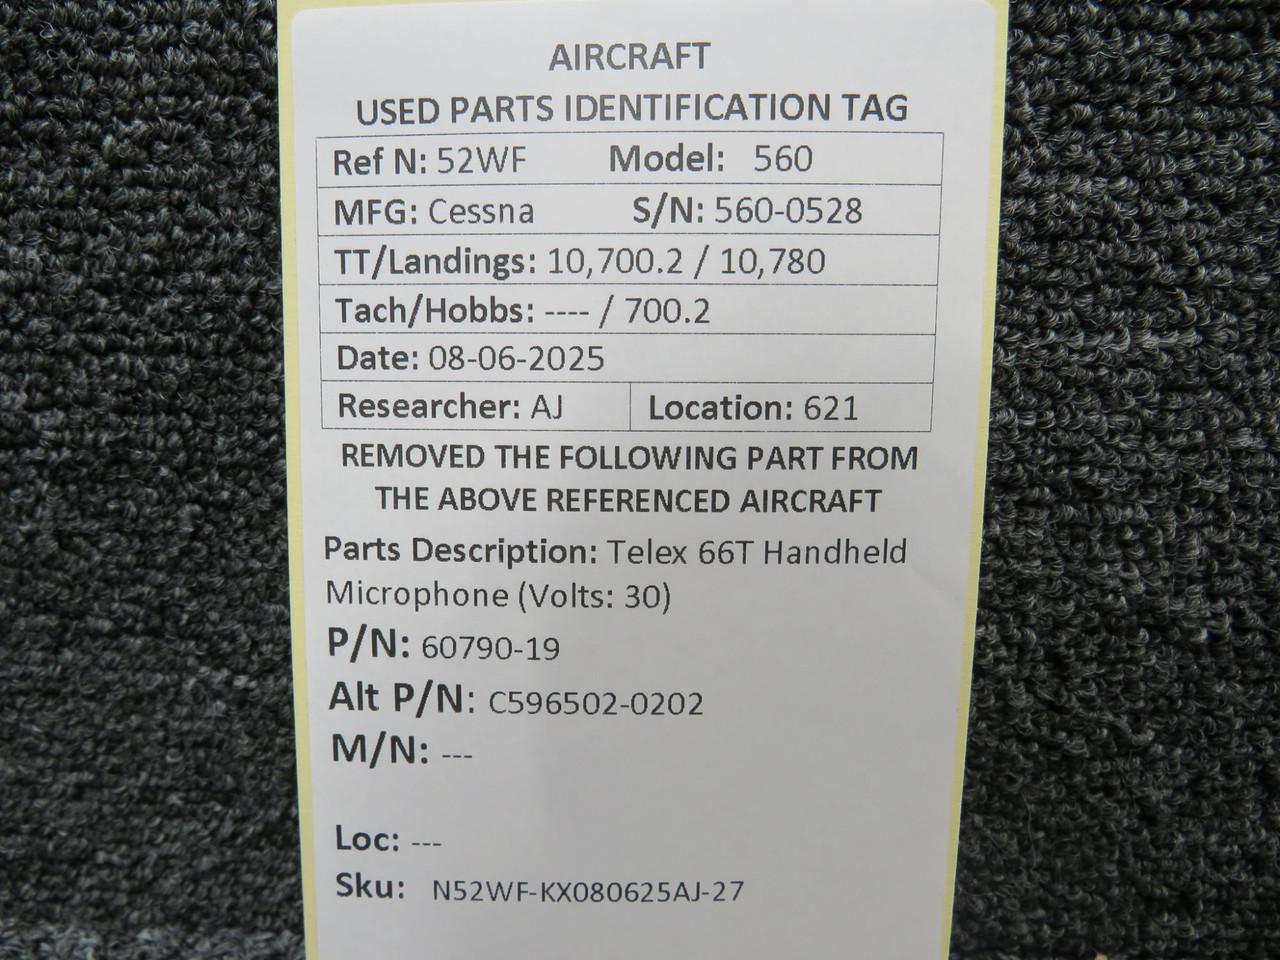 AIRCRAFT
USED PARTS IDENTIFICATION TAG
Ref N: 52WF Model: 560
MFG: Cessna S/N: 560-0528
TT/Landings: 10,700.2 / 10,780
Tach/Hobbs: ---- / 700.2
Date: 08-06-2025
Researcher: AJ Location: 621
REMOVED THE FOLLOWING PART FROM
THE ABOVE REFERENCED AIRCRAFT
Parts Description: Telex 66T Handheld
Microphone (Volts: 30)
P/N: 60790-19
Alt P/N: C596502-0202
M/N: ---
Loc: ---
Sku: N52WF-KX080625AJ-27